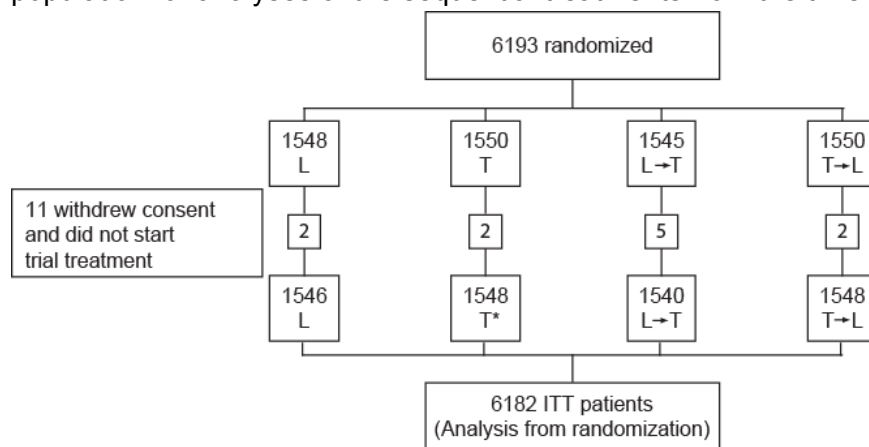 6193 randomized
1548
L
1550
T
1545
L→T
1550
T→L
11 withdrew consent
and did not start
trial treatment
2
2
5
2
1546
L
1548
T*
1540
L→T
1548
T→L
6182 ITT patients
(Analysis from randomization)